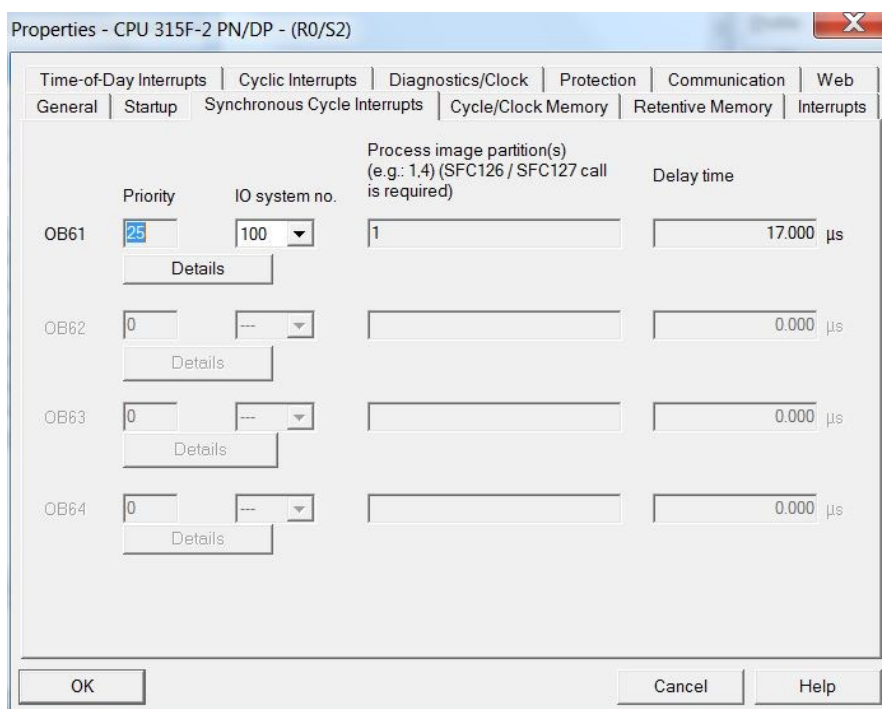 Properties - CPU 315F-2 PN/DP - (R0/S2)
X
Time-of-Day Interrupts Cyclic Interrupts Diagnostics/Clock Protection Communication Web
General Startup Synchronous Cycle Interrupts Cycle/Clock Memory Retentive Memory Interrupts
Process image partition(s)
(e.g.: 1,4) (SFC126 / SFC127 call
is required)
Priority IO system no. Delay time
OB61 25 100 1 17.000 µs
Details
OB62 0 --- 0.000 µs
Details
OB63 0 --- 0.000 µs
Details
OB64 0 --- 0.000 µs
Details
OK Cancel Help